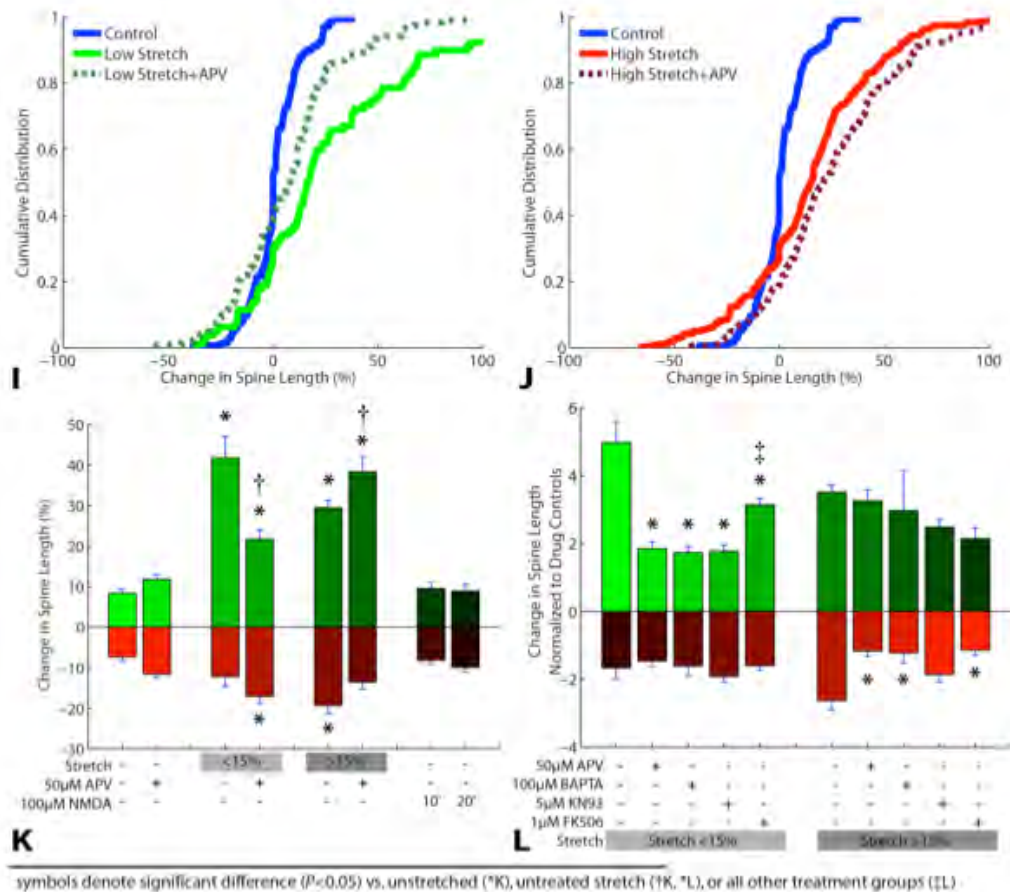 Control
Low Stretch
Low Stretch+APV
Cumulative Distribution
1
0.8
0.6
0.4
0.2
0
-100
-50
0
50
100
Change in Spine Length (%)
I
Control
High Stretch
High Stretch+APV
Cumulative Distribution
1
0.8
0.6
0.4
0.2
0
-100
-50
0
50
100
Change in Spine Length (%)
J
Change in Spine Length (%)
50
40
30
20
10
0
-10
-20
-30
*
†
*
*
†
*
*
*
Stretch - - <15% >15% - -
50µM APV - + - + - + - -
100µM NMDA - - - - - - 10' 20'
K
Change in Spine Length
Normalized to Drug Controls
6
4
2
0
-2
-4
*
*
*
‡
*
*
*
*
50µM APV - + - - - - + - - -
100µM BAPTA - - + - - - - + - -
5µM KN93 - - - + - - - - + -
1µM FK506 - - - - + - - - - +
Stretch Stretch <15% Stretch >15%
L
symbols denote significant difference (P<0.05) vs. unstretched (*K), untreated stretch (†K, *L), or all other treatment groups (‡L).